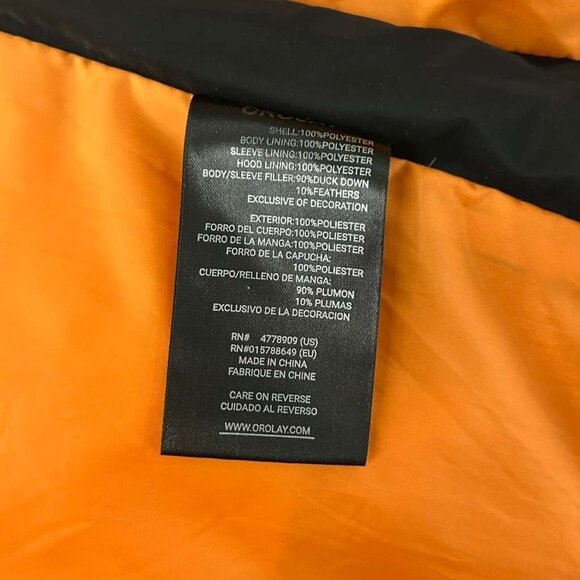 OROLAY
SHELL:100%POLYESTER
BODY LINING:100%POLYESTER
SLEEVE LINING:100%POLYESTER
HOOD LINING:100%POLYESTER
BODY/SLEEVE FILLER:90%DUCK DOWN
10%FEATHERS
EXCLUSIVE OF DECORATION
EXTERIOR:100%POLIESTER
FORRO DEL CUERPO:100%POLIESTER
FORRO DE LA MANGA:100%POLIESTER
FORRO DE LA CAPUCHA:
100%POLIESTER
CUERPO/RELLENO DE MANGA:
90% PLUMON
10% PLUMAS
EXCLUSIVO DE LA DECORACION
RN# 4778909 (US)
RN#015788649 (EU)
MADE IN CHINA
FABRIQUE EN CHINE
CARE ON REVERSE
CUIDADO AL REVERSO
WWW.OROLAY.COM